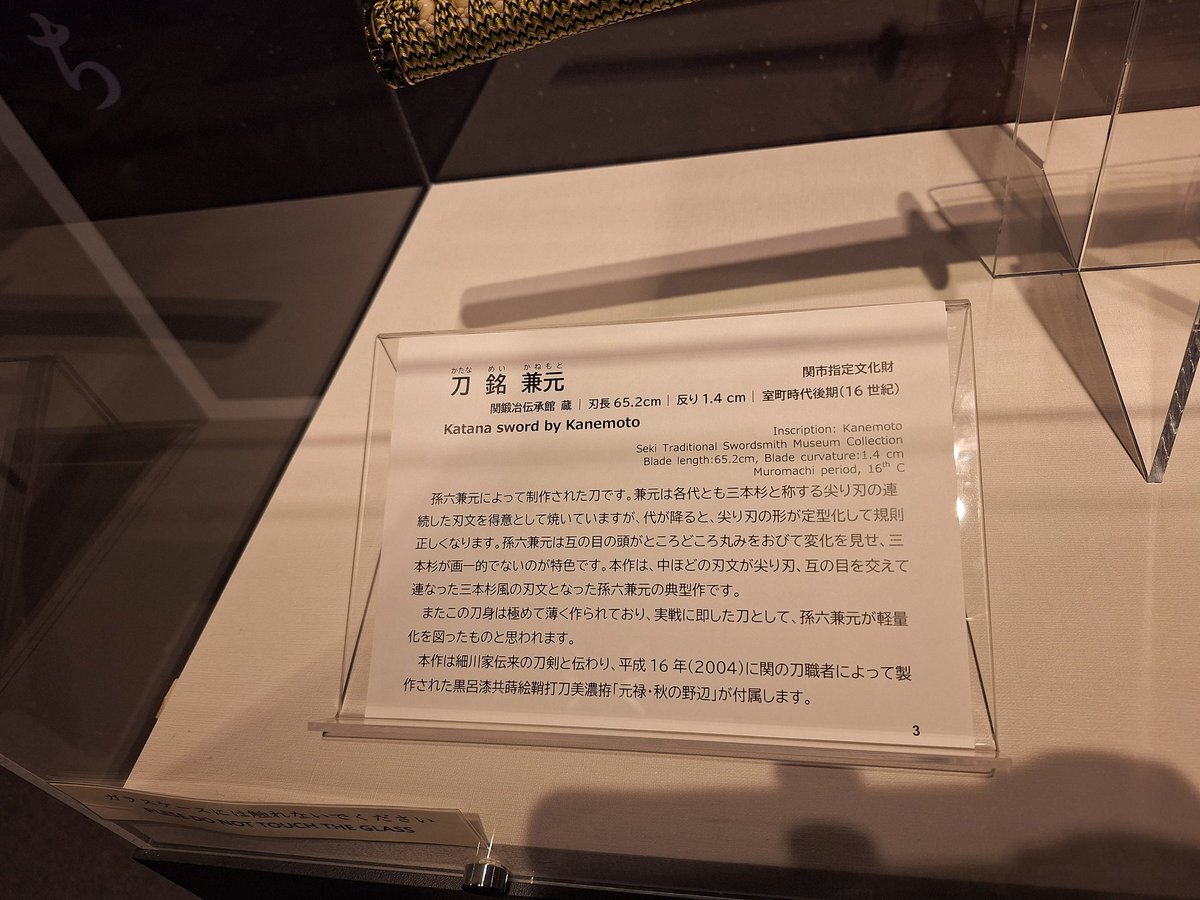 ち
かたな めい かねもと
刀 銘 兼元
関市指定文化財
関鍛冶伝承館 蔵 | 刃長65.2cm | 反り1.4 cm | 室町時代後期(16世紀)
Katana sword by Kanemoto
Inscription: Kanemoto
Seki Traditional Swordsmith Museum Collection
Blade length:65.2cm, Blade curvature:1.4 cm
Muromachi period, 16th C
孫六兼元によって制作された刀です。兼元は各代とも三本杉と称する尖り刃の連
続した刃文を得意として焼いていますが、代が降ると、尖り刃の形が定型化して規則
正しくなります。孫六兼元は互の目の頭がところどころ丸みをおびて変化を見せ、三
本杉が画一的でないのが特色です。本作は、中ほどの刃文が尖り刃、互の目を交えて
連なった三本杉風の刃文となった孫六兼元の典型作です。
またこの刀身は極めて薄く作られており、実戦に即した刀として、孫六兼元が軽量
化を図ったものと思われます。
本作は細川家伝来の刀剣と伝わり、平成16年(2004)に関の刀職者によって製
作された黒呂漆共蒔絵鞘打刀美濃拵「元禄・秋の野辺」が付属します。
3
ガラスケースには触れないでください
PLESE DO NOT TOUCH THE GLASS